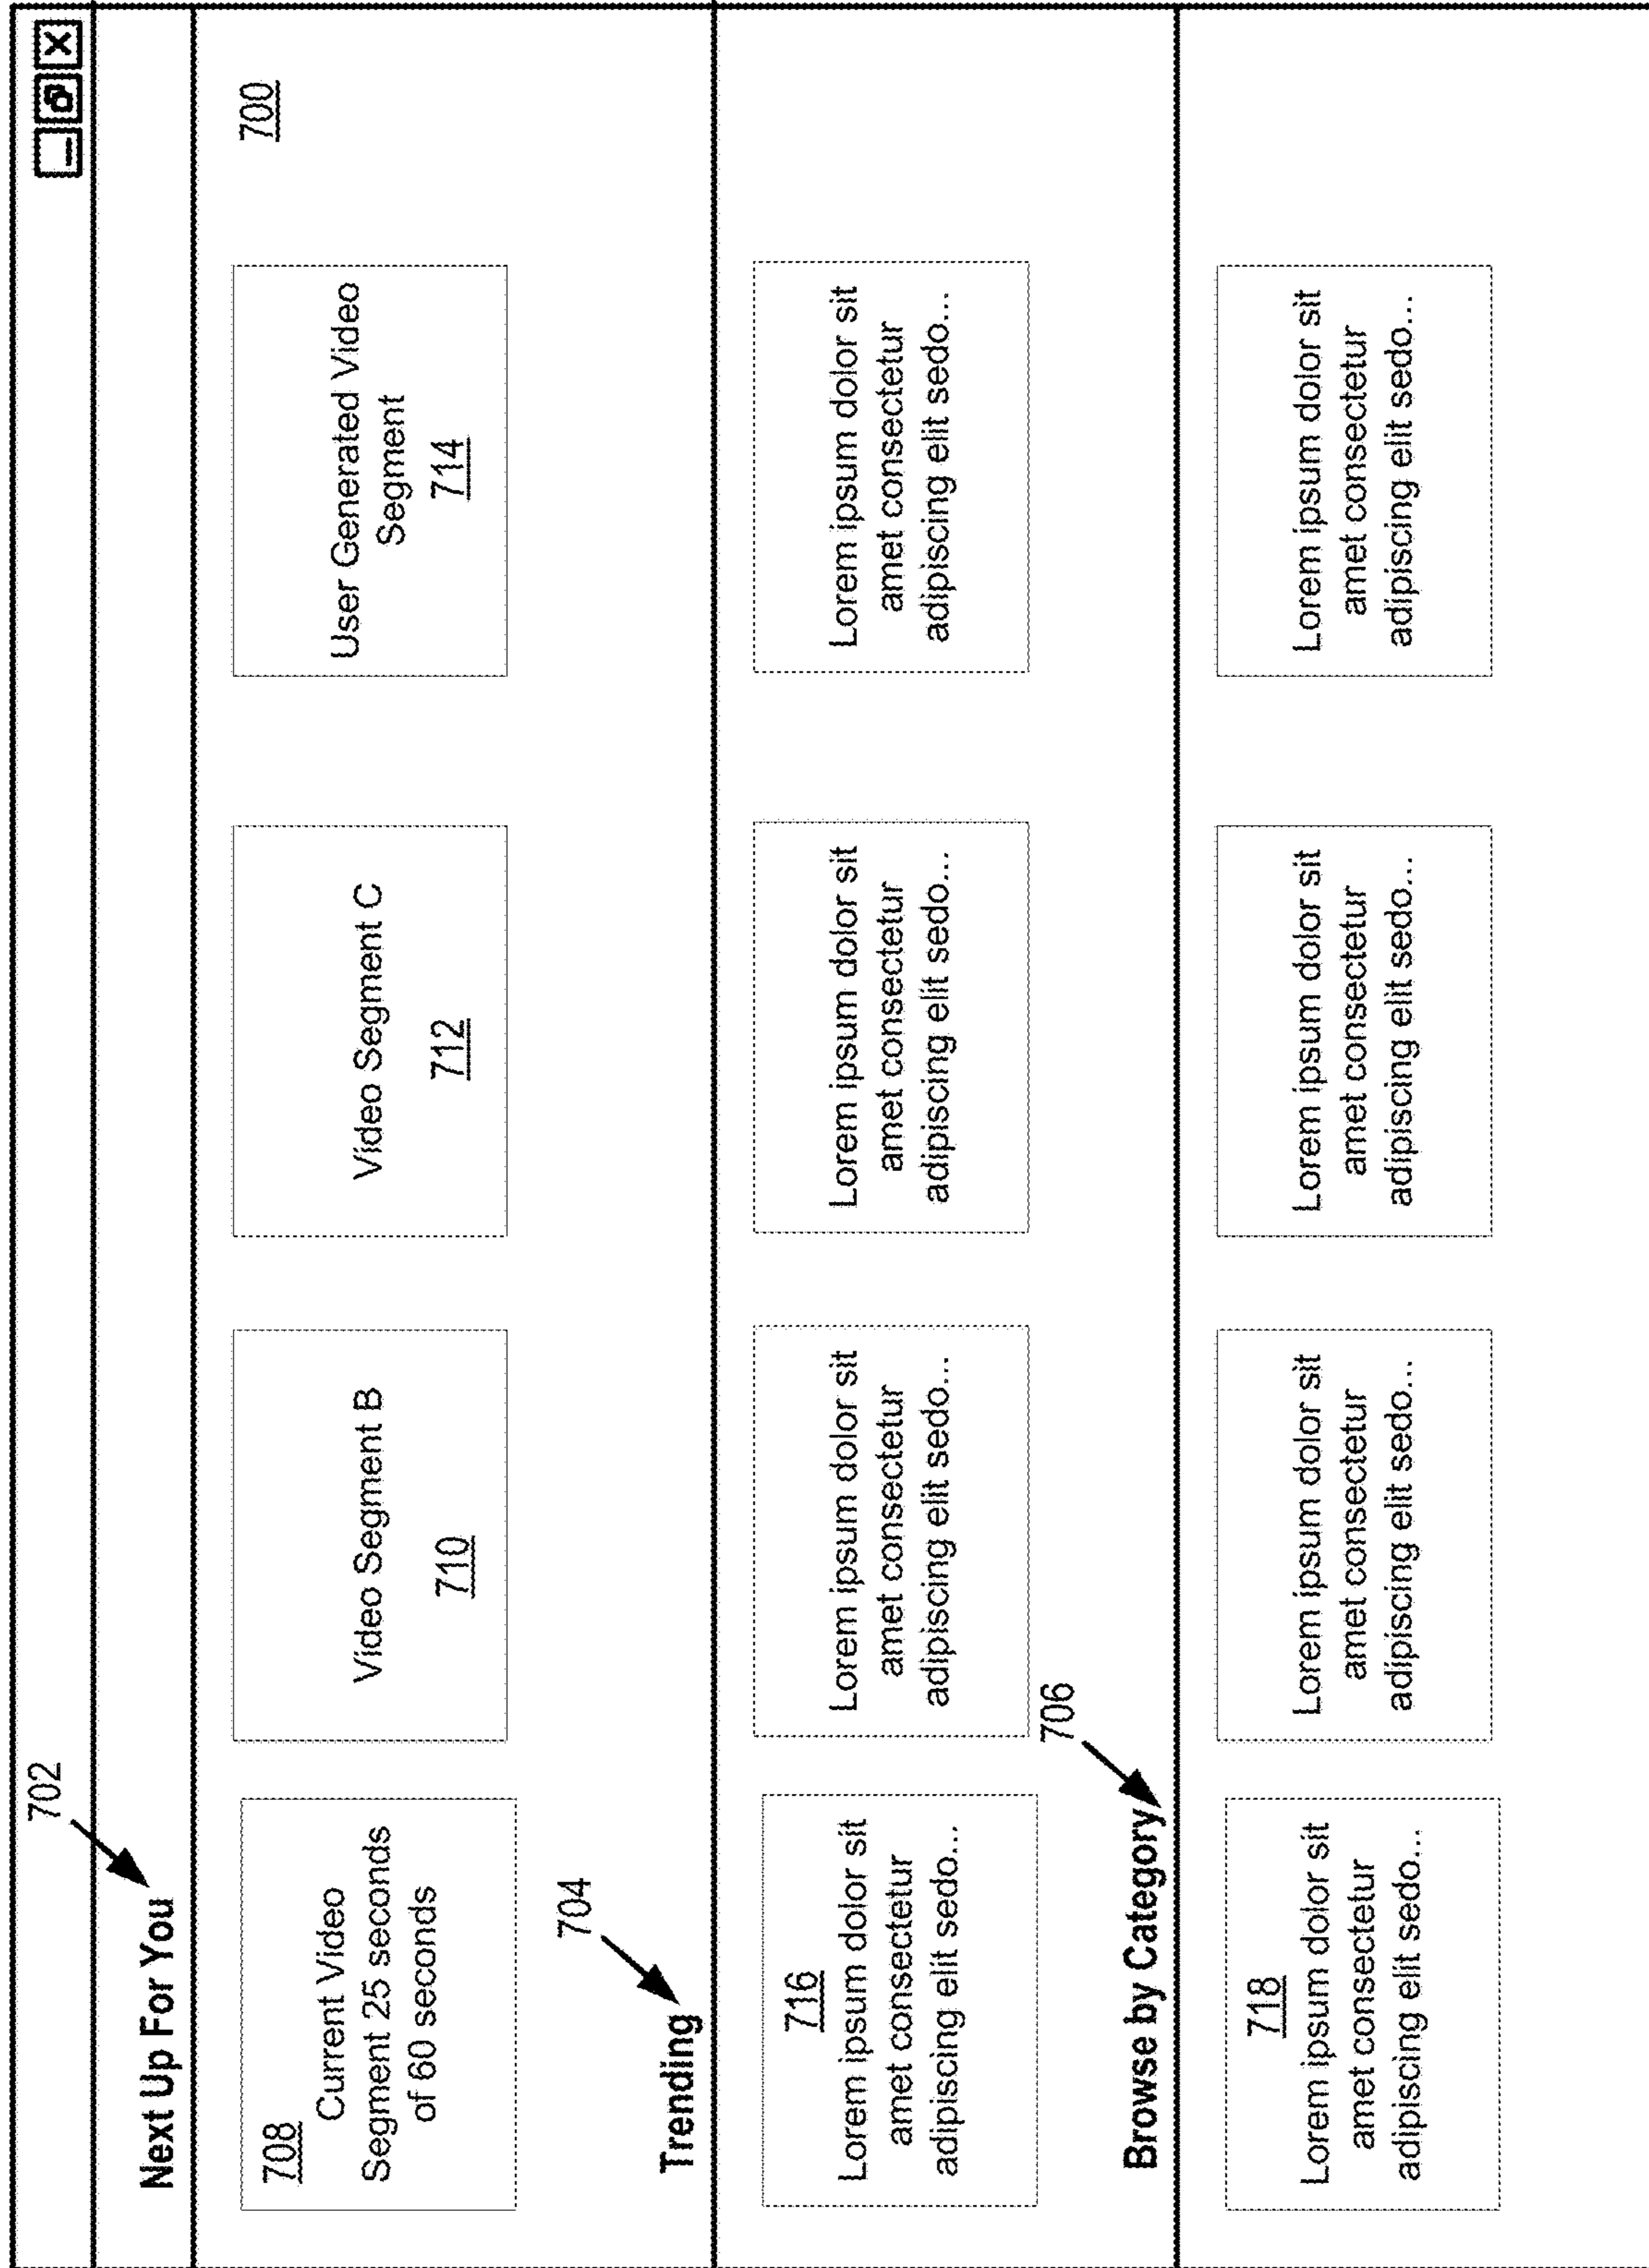 702
Next Up For You
700
708
Current Video
Segment 25 seconds
of 60 seconds
Video Segment B
710
Video Segment C
712
User Generated Video
Segment
714
704
Trending
716
Lorem ipsum dolor sit
amet consectetur
adipiscing elit sedo...
Lorem ipsum dolor sit
amet consectetur
adipiscing elit sedo...
Lorem ipsum dolor sit
amet consectetur
adipiscing elit sedo...
Lorem ipsum dolor sit
amet consectetur
adipiscing elit sedo...
706
Browse by Category
718
Lorem ipsum dolor sit
amet consectetur
adipiscing elit sedo...
Lorem ipsum dolor sit
amet consectetur
adipiscing elit sedo...
Lorem ipsum dolor sit
amet consectetur
adipiscing elit sedo...
Lorem ipsum dolor sit
amet consectetur
adipiscing elit sedo...